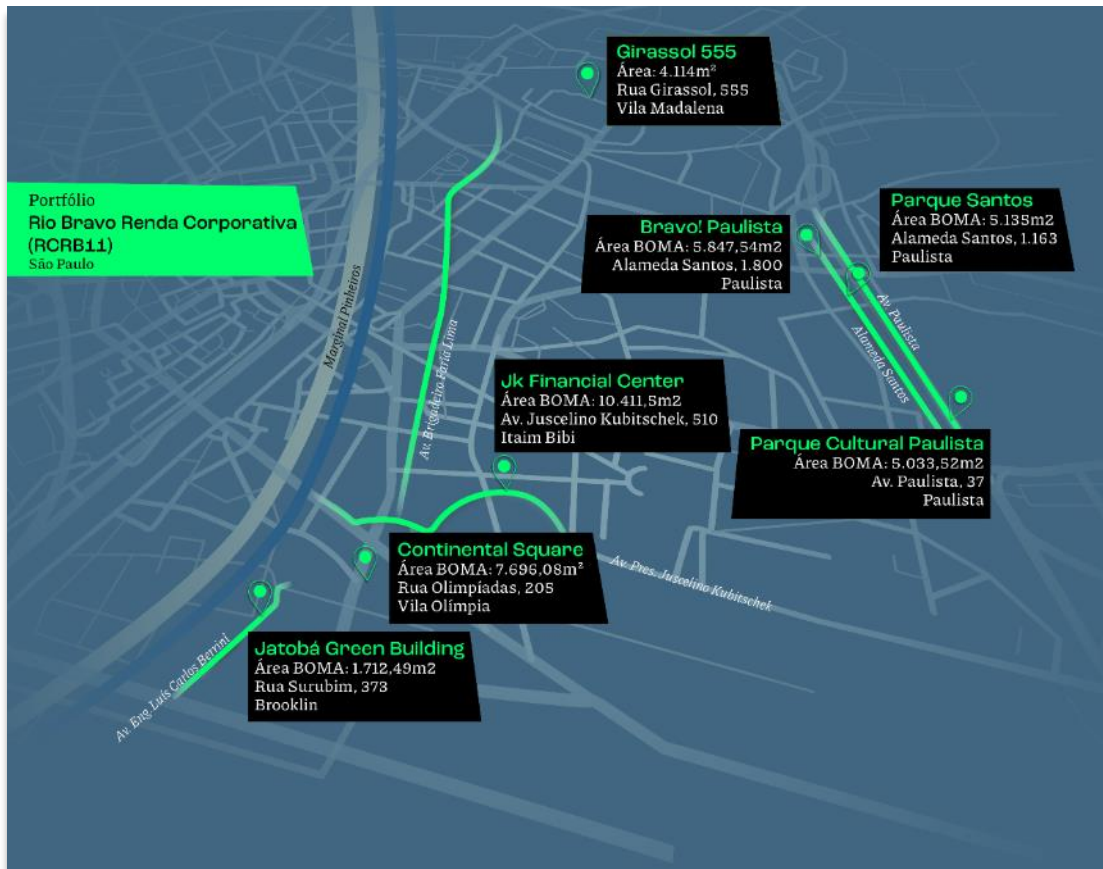 Girassol 555
Área: 4.114m²
Rua Girassol, 555
Vila Madalena
Portfólio
Rio Bravo Renda Corporativa
(RCRB11)
São Paulo
Parque Santos
Área BOMA: 5.135m2
Alameda Santos, 1.163
Paulista
Bravo! Paulista
Área BOMA: 5.847,54m2
Alameda Santos, 1.800
Paulista
Marginal Pinheiros
Av. Brigadeiro Faria Lima
Av. Paulista
Alameda Santos
Jk Financial Center
Área BOMA: 10.411,5m2
Av. Juscelino Kubitschek, 510
Itaim Bibi
Parque Cultural Paulista
Área BOMA: 5.033,52m2
Av. Paulista, 37
Paulista
Continental Square
Área BOMA: 7.696,08m²
Rua Olimpíadas, 205
Vila Olímpia
Av. Pres. Juscelino Kubitschek
Jatobá Green Building
Área BOMA: 1.712,49m2
Rua Surubim, 373
Brooklin
Av. Eng. Luís Carlos Berrini